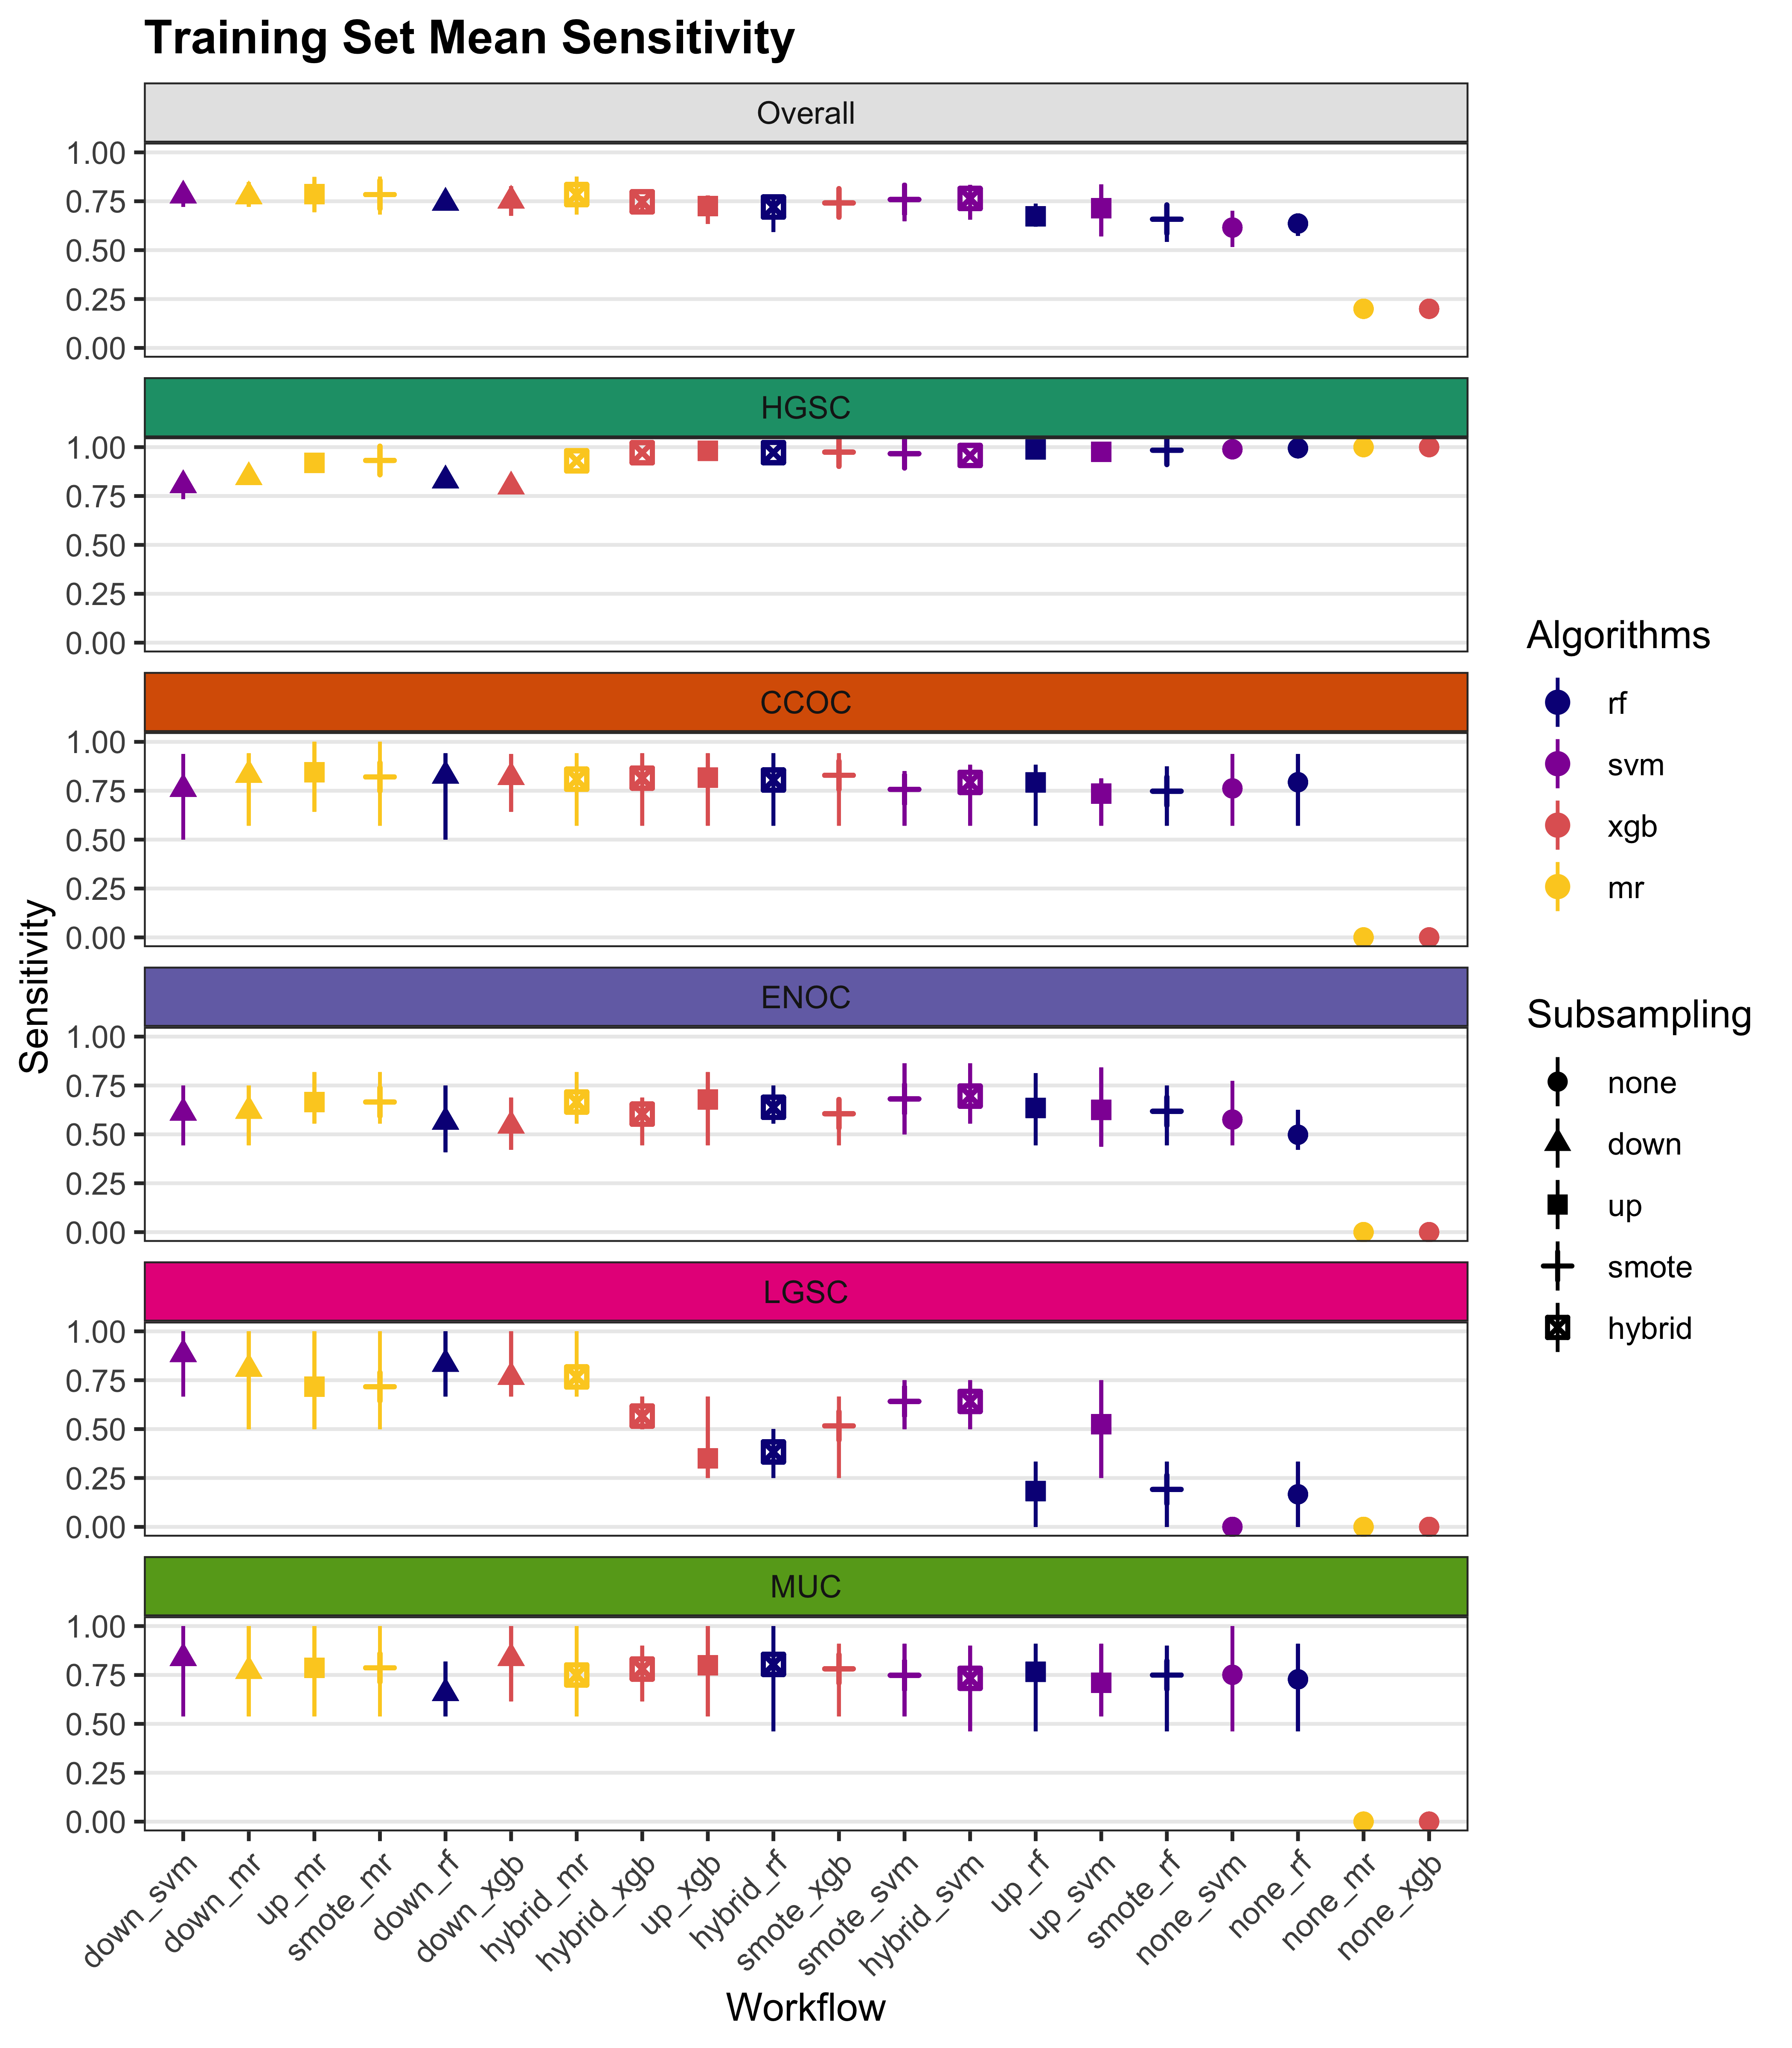 Training Set Mean Sensitivity
Overall
1.00
0.75
0.50
0.25
0.00
HGSC
1.00
0.75
0.50
0.25
0.00
CCOC
1.00
0.75
0.50
0.25
0.00
ENOC
1.00
0.75
0.50
0.25
0.00
LGSC
1.00
0.75
0.50
0.25
0.00
MUC
1.00
0.75
0.50
0.25
0.00
Sensitivity
down_svm
down_mr
up_mr
smote_mr
down_rf
down_xgb
hybrid_mr
hybrid_xgb
up_xgb
hybrid_rf
smote_xgb
smote_svm
hybrid_svm
up_rf
up_svm
smote_rf
none_svm
none_rf
none_mr
none_xgb
Workflow
Algorithms
rf
svm
xgb
mr
Subsampling
none
down
up
smote
hybrid